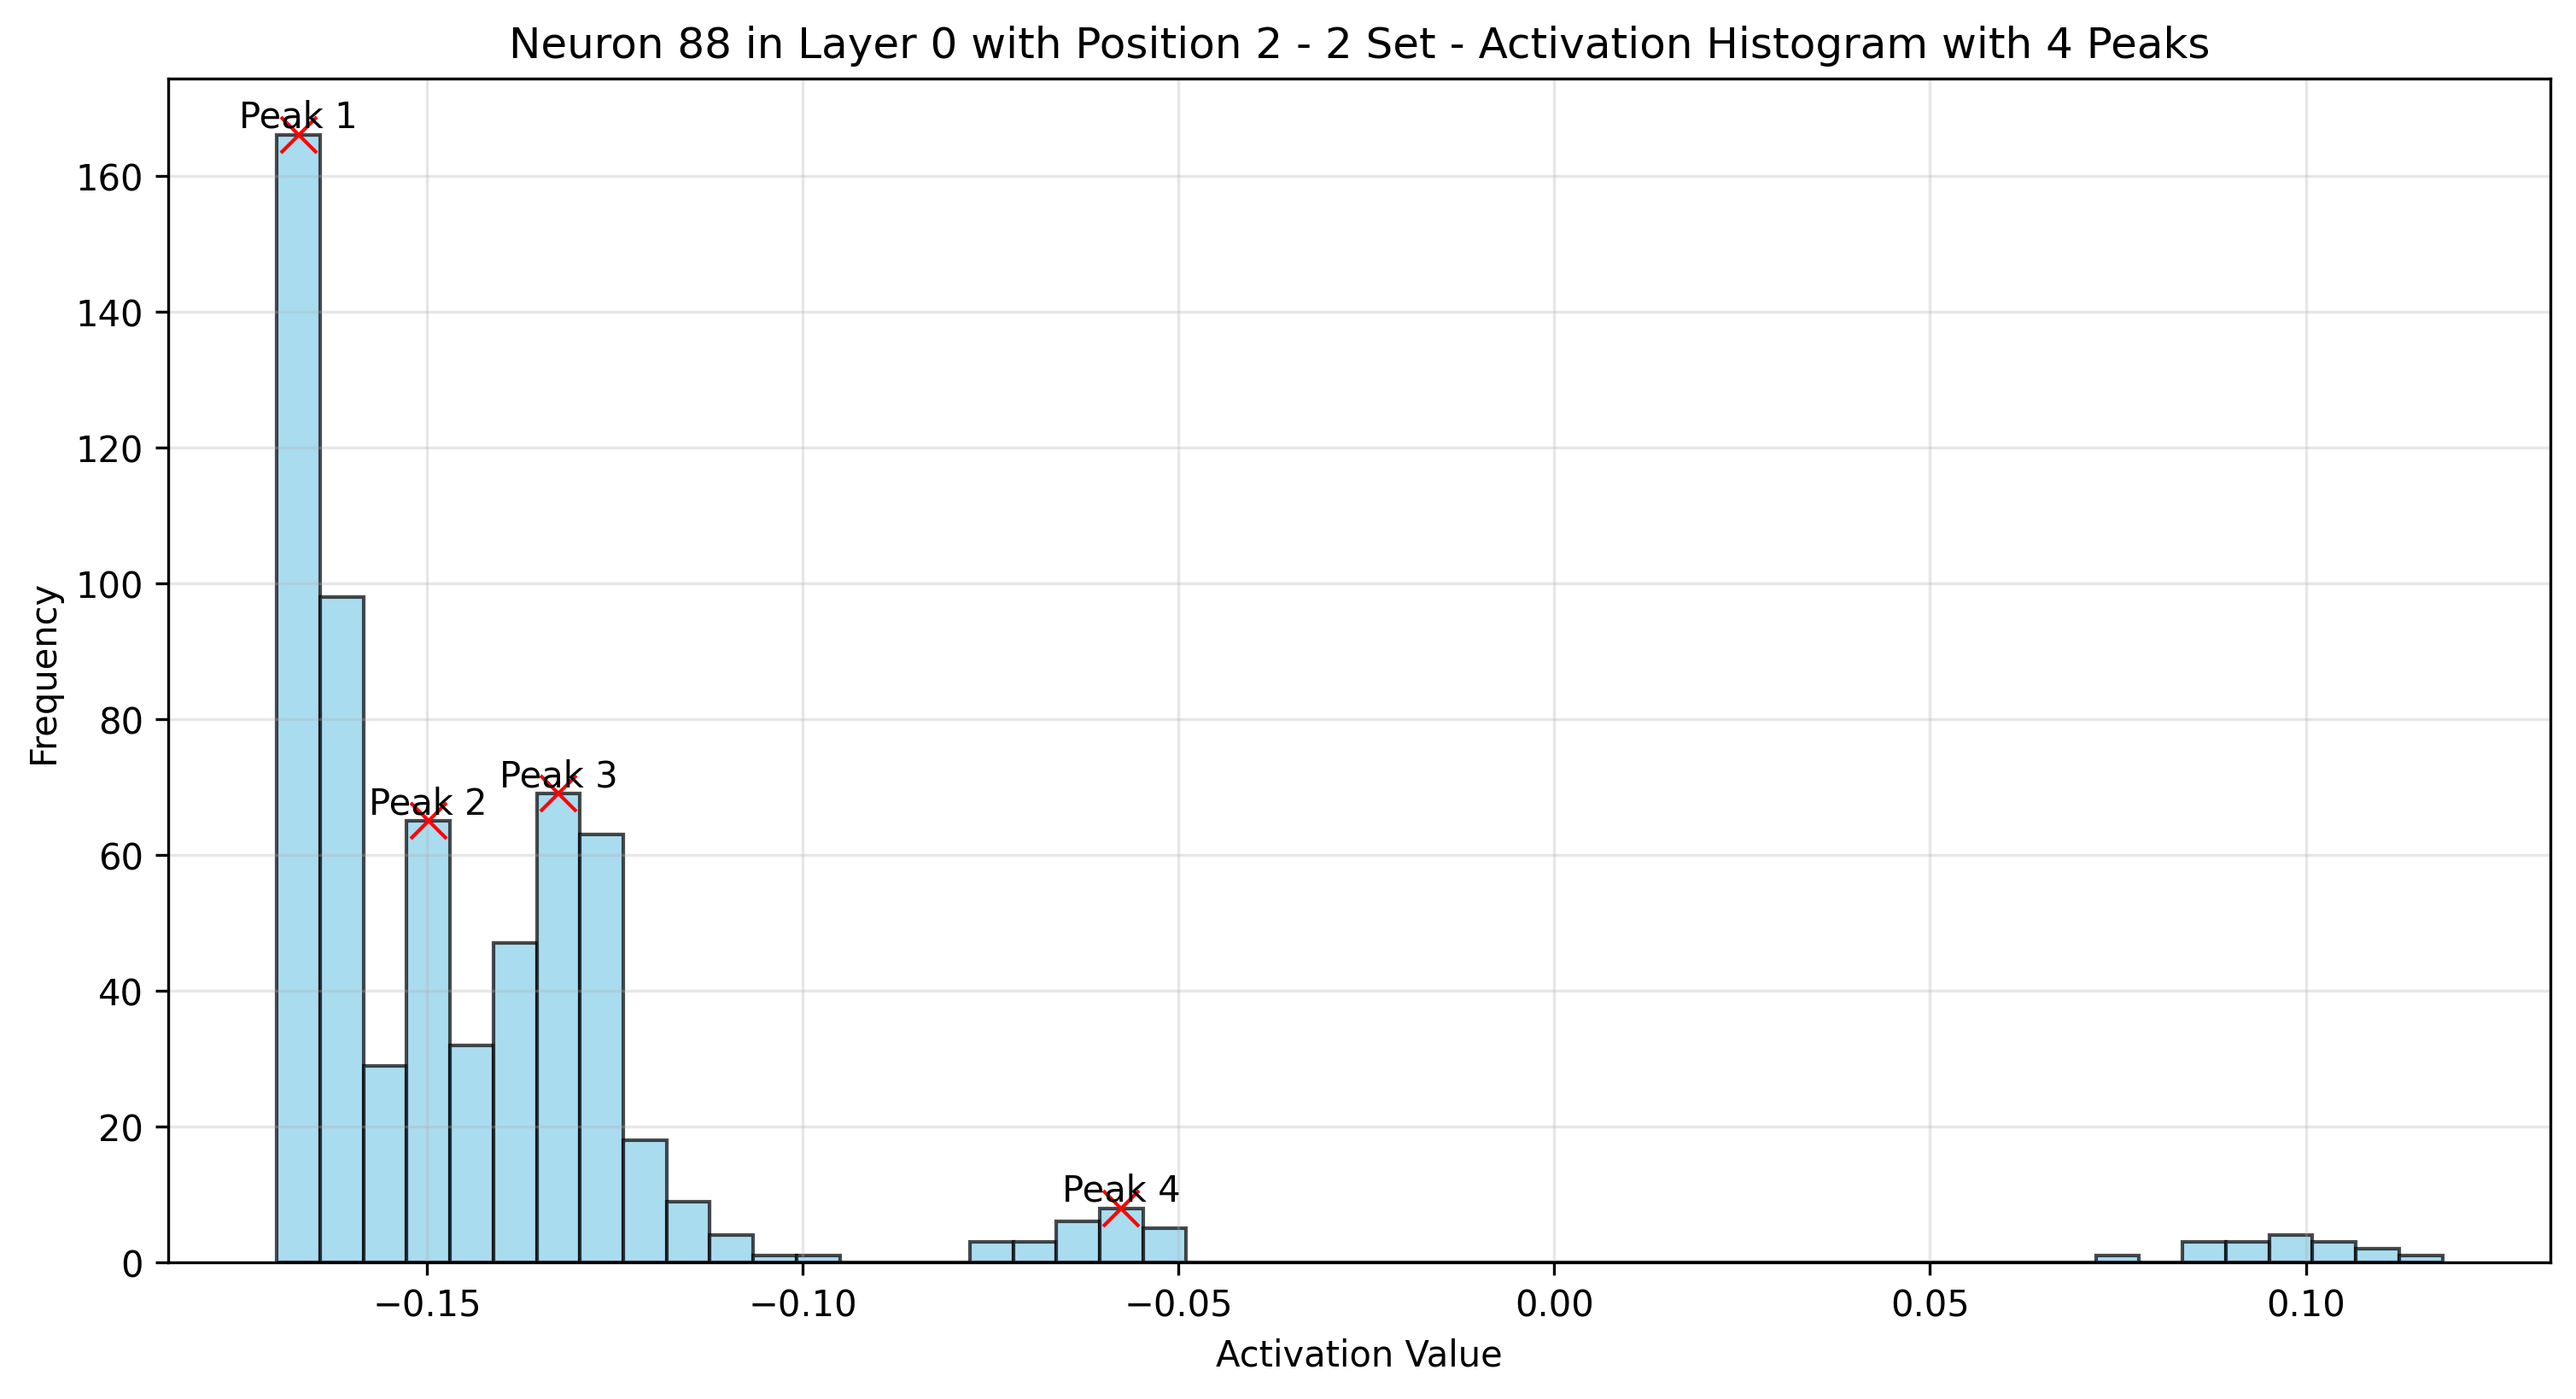 Neuron 88 in Layer 0 with Position 2 - 2 Set - Activation Histogram with 4 Peaks
Peak 1
160
140
120
100
Peak 3
Peak 2
80
60
40
Peak 4
20
0
−0.15
−0.10
−0.05
0.00
0.05
0.10
Frequency
Activation Value